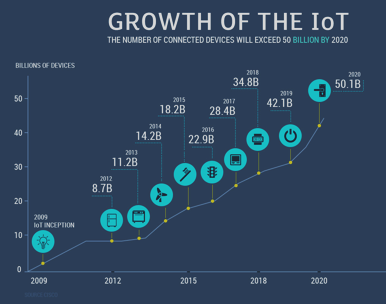 GROWTH OF THE IoT
THE NUMBER OF CONNECTED DEVICES WILL EXCEED 50 BILLION BY 2020
BILLIONS OF DEVICES
50
40
30
20
10
0
2009
IoT INCEPTION
2012
8.7B
2013
11.2B
2014
14.2B
2015
18.2B
2016
22.9B
2017
28.4B
2018
34.8B
2019
42.1B
2020
50.1B
2009
2012
2015
2018
2020